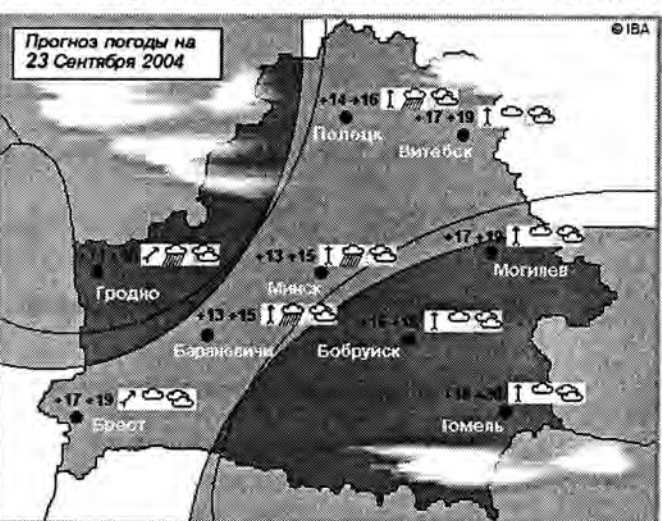 Прогноз погоды на
23 Сентября 2004
© IBA
+14 +16
Полоцк
+17 +19
Витебск
+17 +19
Могилев
Гродно
+13 +15
Минск
+13 +15
Барановичи
Бобруйск
+17 +19
Брест
Гомель